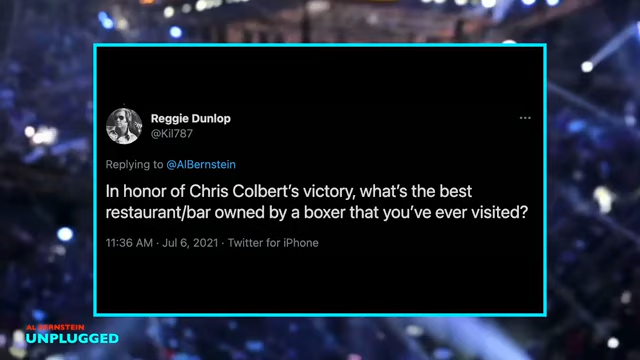 Reggie Dunlop
@Kil787
Replying to @AlBernstein
In honor of Chris Colbert's victory, what's the best
restaurant/bar owned by a boxer that you've ever visited?
11:36 AM · Jul 6, 2021 · Twitter for iPhone
AL BERNSTEIN
UNPLUGGED